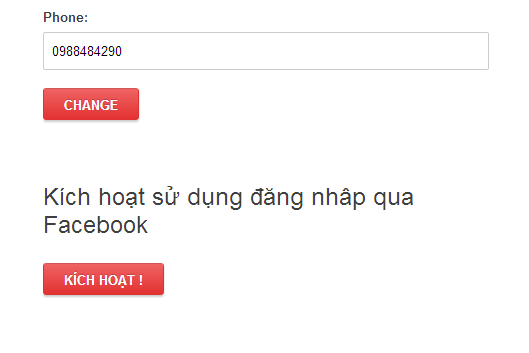 Phone:
0988484290
CHANGE
Kích hoạt sử dụng đăng nhâp qua
Facebook
KÍCH HOẠT !